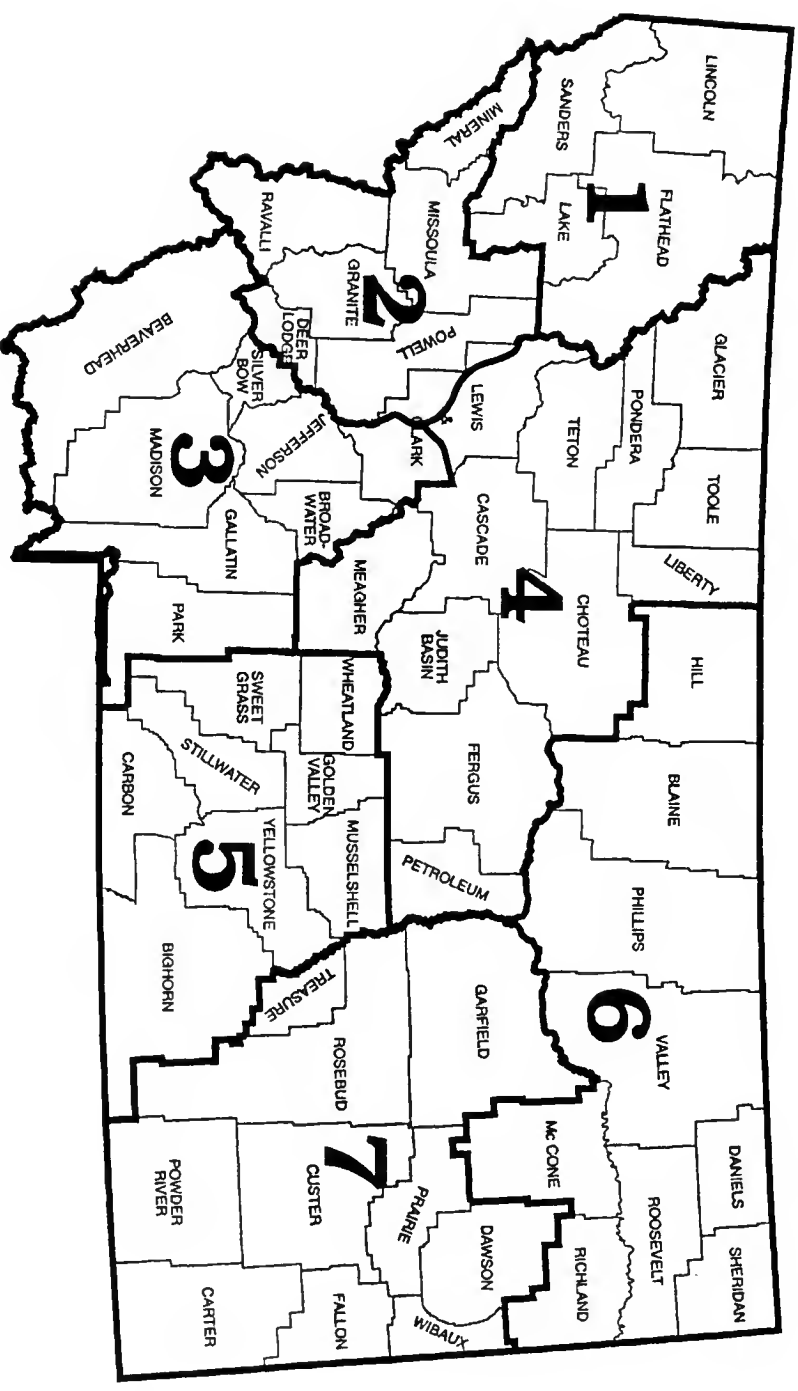 LINCOLN
FLATHEAD
SANDERS
LAKE
1
MINERAL
MISSOULA
RAVALLI
GRANITE
2
POWELL
DEER
LODGE
SILVER
BOW
BEAVERHEAD
MADISON
3
JEFFERSON
BROAD-
WATER
GALLATIN
PARK
GLACIER
TOOLE
LIBERTY
PONDERA
TETON
LEWIS
&
CLARK
CASCADE
CHOTEAU
4
MEAGHER
JUDITH
BASIN
FERGUS
PETROLEUM
WHEATLAND
SWEET
GRASS
GOLDEN
VALLEY
MUSSELSHELL
STILLWATER
YELLOWSTONE
5
CARBON
BIGHORN
HILL
BLAINE
PHILLIPS
VALLEY
6
DANIELS
SHERIDAN
ROOSEVELT
RICHLAND
Mc CONE
GARFIELD
TREASURE
ROSEBUD
7
DAWSON
PRAIRIE
WIBAUX
CUSTER
FALLON
POWDER
RIVER
CARTER